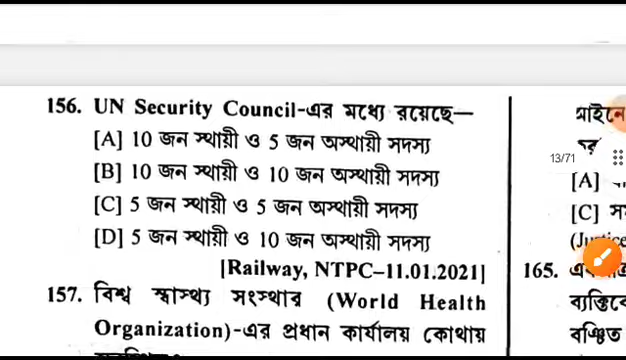 156. UN Security Council-এর মধ্যে রয়েছে—
[A] 10 জন স্থায়ী ও 5 জন অস্থায়ী সদস্য
[B] 10 জন স্থায়ী ও 10 জন অস্থায়ী সদস্য
[C] 5 জন স্থায়ী ও 5 জন অস্থায়ী সদস্য
[D] 5 জন স্থায়ী ও 10 জন অস্থায়ী সদস্য
[Railway, NTPC–11.01.2021]
157. বিশ্ব স্বাস্থ্য সংস্থার (World Health
Organization)-এর প্রধান কার্যালয় কোথায়
13/71
[A]
[C]
165.